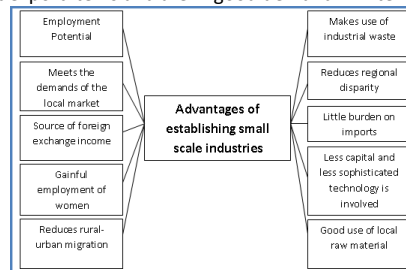 Employment
Potential
Meets the
demands of the
local market
Source of foreign
exchange income
Gainful
employment of
women
Reduces rural-
urban migration
Advantages of
establishing small
scale industries
Makes use of
industrial waste
Reduces regional
disparity
Little burden on
imports
Less capital and
less sophisticated
technology is
involved
Good use of local
raw material